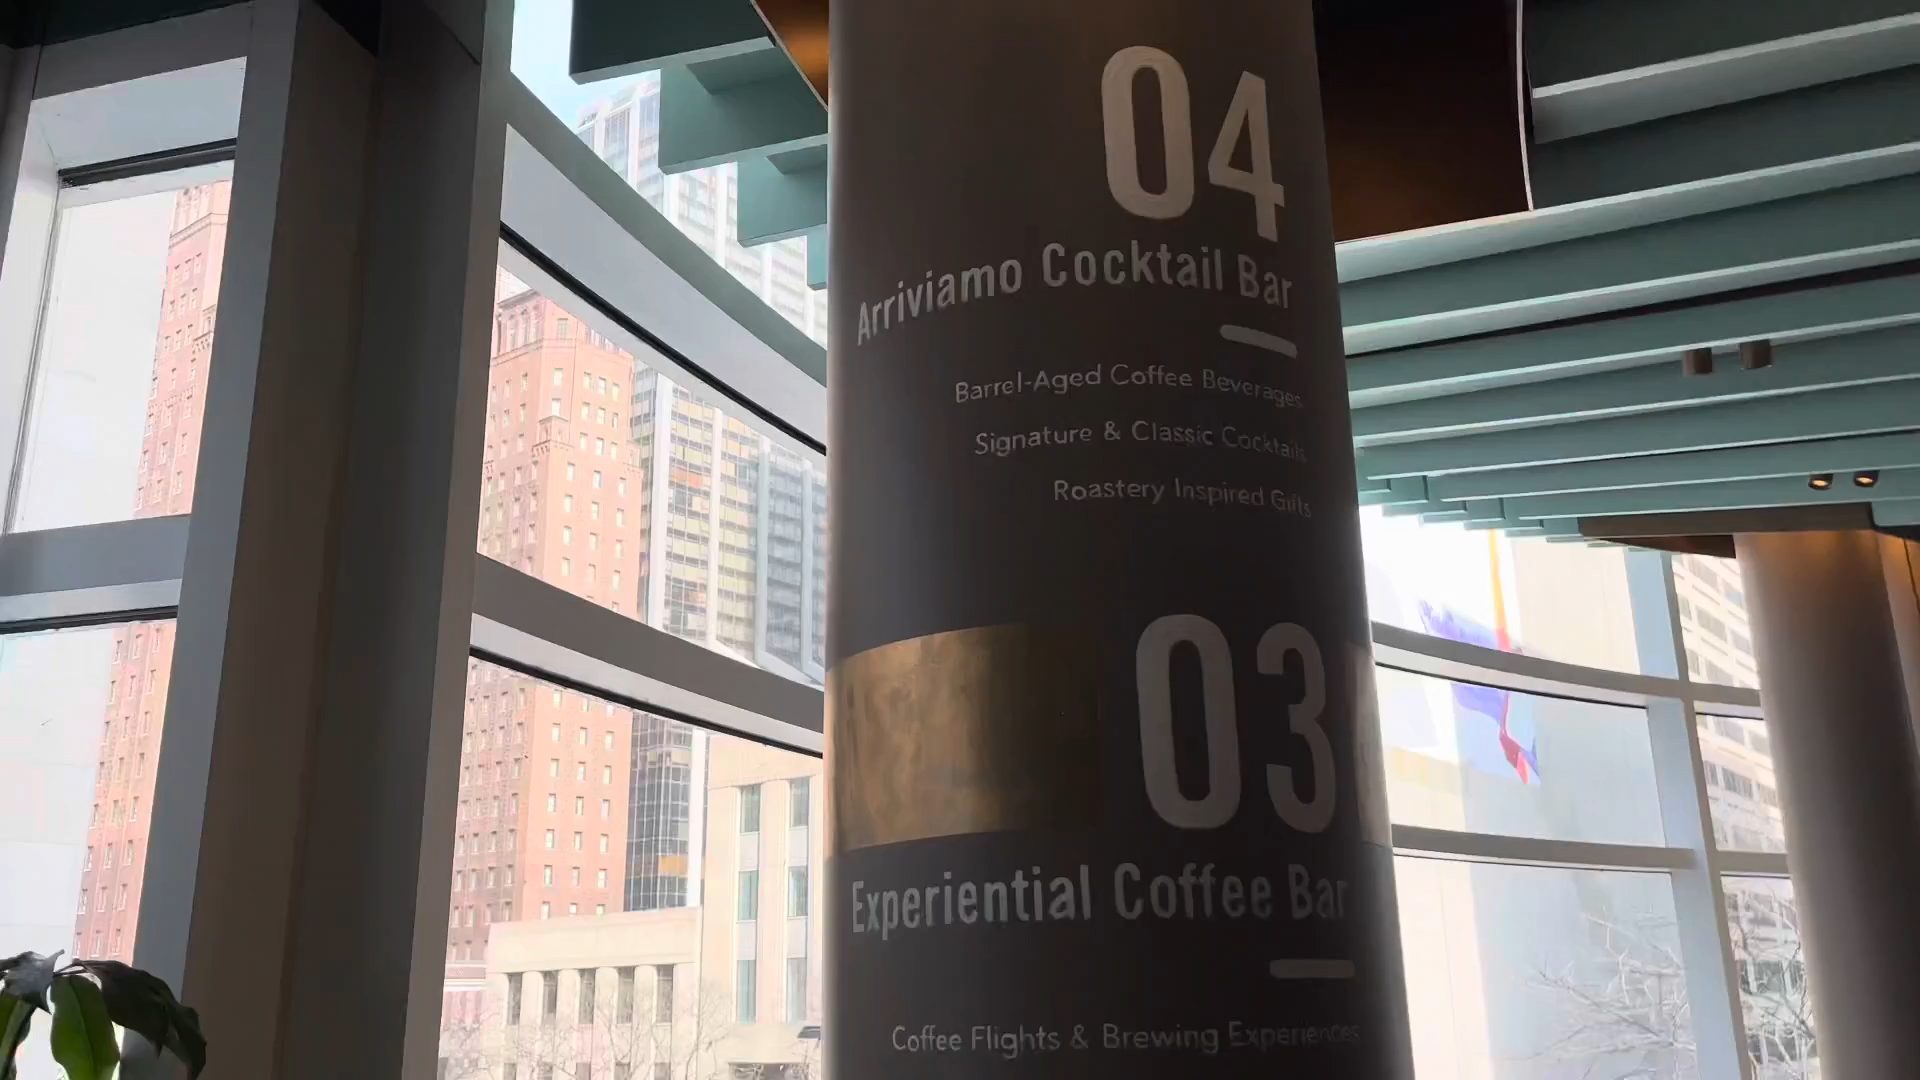 04
Arriviamo Cocktail Bar
Barrel-Aged Coffee Beverages
Signature & Classic Cocktails
Roastery Inspired Gifts
03
Experiential Coffee Bar
Coffee Flights & Brewing Experiences